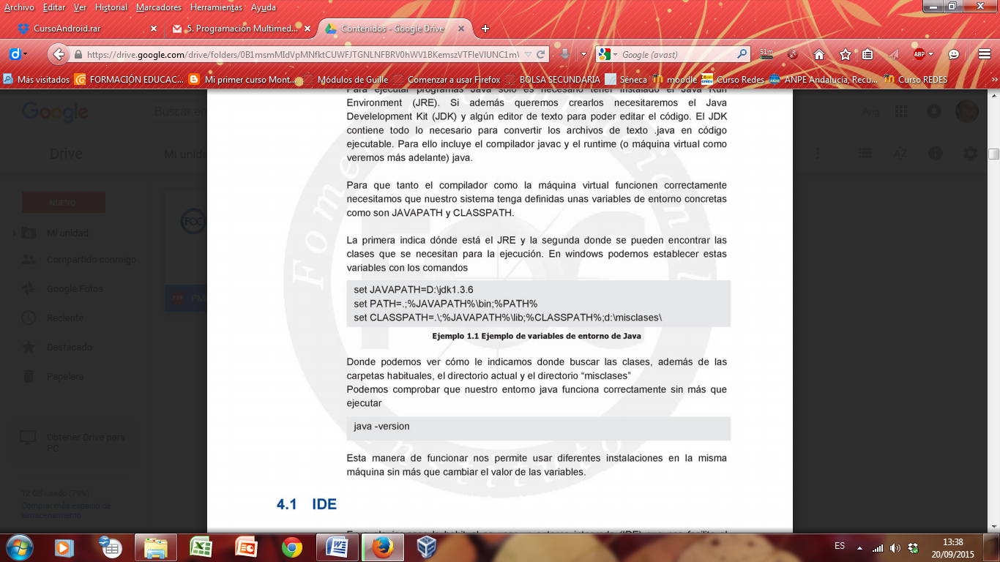 Archivo Editar Ver Historial Marcadores Herramientas Ayuda
CursoAndroid.rar
5. Programación Multimed...
Contenidos - Google Drive
https://drive.google.com/drive/folders/
Google (avast)
51m
ABP
Más visitados
FORMACIÓN EDUCAC...
Mi primer curso Mont...
Módulos de Guille
Comenzar a usar Firefox
BOLSA SECUNDARIA
Séneca
moodle
Curso Redes
ANPE Andalucía, Recu...
Curso REDES
Google
Buscar en
Ang
Drive
Mi unida
NUEVO
Mi unidad
Compartido conmigo
Google Fotos
Reciente
Destacado
Papelera
Obtener Drive para
PC
12 GB usado (79%)
Comprar más espacio de
almacenamiento
FOC
PDF PM
Para ejecutar programas Java sólo es necesario tener instalado el Java Run
Environment (JRE). Si además queremos crearlos necesitaremos el Java
Develelopment Kit (JDK) y algún editor de texto para poder editar el código. El JDK
contiene todo lo necesario para convertir los archivos de texto .java en código
ejecutable. Para ello incluye el compilador javac y el runtime (o máquina virtual como
veremos más adelante) java.
Para que tanto el compilador como la máquina virtual funcionen correctamente
necesitamos que nuestro sistema tenga definidas unas variables de entorno concretas
como son JAVAPATH y CLASSPATH.
La primera indica dónde está el JRE y la segunda donde se pueden encontrar las
clases que se necesitan para la ejecución. En windows podemos establecer estas
variables con los comandos
set JAVAPATH=D:\jdk1.3.6
set PATH=.;%JAVAPATH%\bin;%PATH%
set CLASSPATH=.\;%JAVAPATH%\lib;%CLASSPATH%;d:\misclases\
Ejemplo 1.1 Ejemplo de variables de entorno de Java
Donde podemos ver cómo le indicamos donde buscar las clases, además de las
carpetas habituales, el directorio actual y el directorio “misclases”
Podemos comprobar que nuestro entorno java funciona correctamente sin más que
ejecutar
java -version
Esta manera de funcionar nos permite usar diferentes instalaciones en la misma
máquina sin más que cambiar el valor de las variables.
4.1 IDE
ES
13:38
20/09/2015